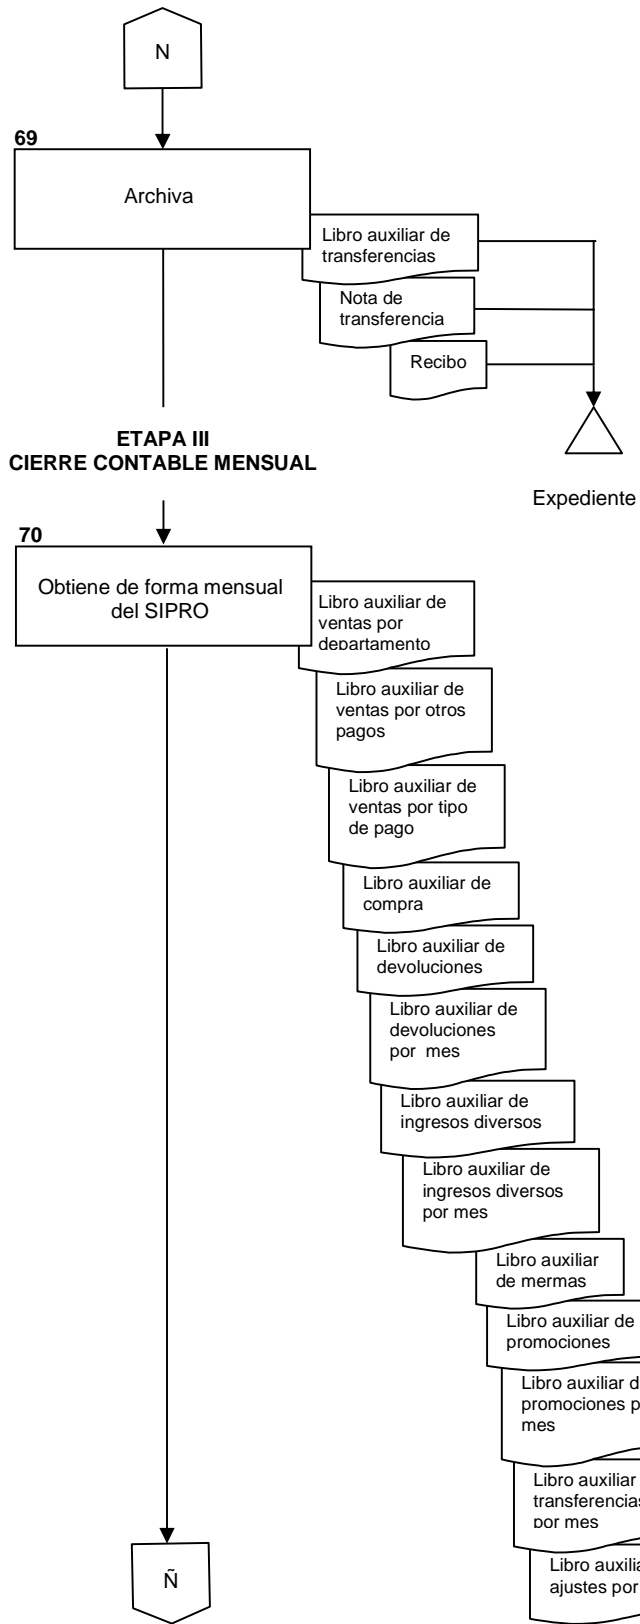 N
69
Archiva
Libro auxiliar de
transferencias
Nota de
transferencia
Recibo
Expediente
ETAPA III
CIERRE CONTABLE MENSUAL
70
Obtiene de forma mensual
del SIPRO
Libro auxiliar de
ventas por
departamento
Libro auxiliar de
ventas por otros
pagos
Libro auxiliar de
ventas por tipo
de pago
Libro auxiliar de
compra
Libro auxiliar de
devoluciones
Libro auxiliar de
devoluciones
por mes
Libro auxiliar de
ingresos diversos
Libro auxiliar de
ingresos diversos
por mes
Libro auxiliar
de mermas
Libro auxiliar de
promociones
Libro auxiliar
promociones
mes
Libro auxiliar
transferencias
por mes
Libro
ajustes por
Ñ